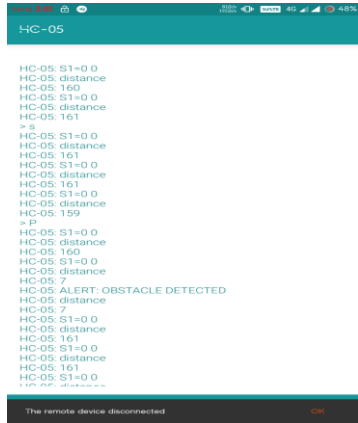 4G 48%
HC-05
HC-05: S1=0 0
HC-05: distance
HC-05: 160
HC-05: S1=0 0
HC-05: distance
HC-05: 161
> s
HC-05: S1=0 0
HC-05: distance
HC-05: 161
HC-05: S1=0 0
HC-05: distance
HC-05: 161
HC-05: S1=0 0
HC-05: distance
HC-05: 159
> P
HC-05: S1=0 0
HC-05: distance
HC-05: 160
HC-05: S1=0 0
HC-05: distance
HC-05: 7
HC-05: ALERT: OBSTACLE DETECTED
HC-05: distance
HC-05: 7
HC-05: S1=0 0
HC-05: distance
HC-05: 161
HC-05: S1=0 0
HC-05: distance
HC-05: 161
HC-05: S1=0 0
HC-05: distance
The remote device disconnected
OK